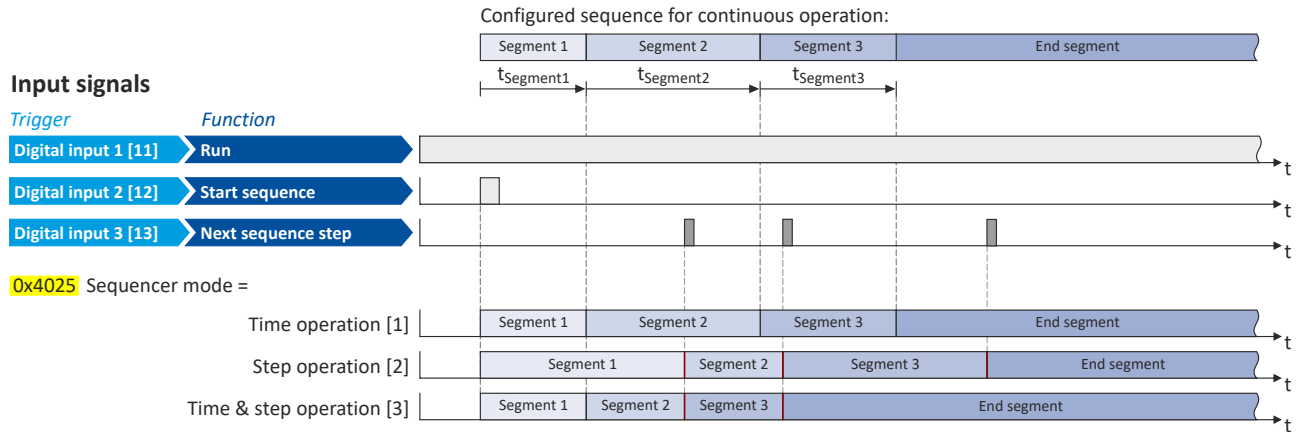 Configured sequence for continuous operation:
Segment 1 Segment 2 Segment 3 End segment
tSegment1 tSegment2 tSegment3
Input signals
Trigger Function
Digital input 1 [11] Run
t
Digital input 2 [12] Start sequence
t
Digital input 3 [13] Next sequence step
t
0x4025 Sequencer mode =
Time operation [1] Segment 1 Segment 2 Segment 3 End segment
t
Step operation [2] Segment 1 Segment 2 Segment 3 End segment
t
Time & step operation [3] Segment 1 Segment 2 Segment 3 End segment
t